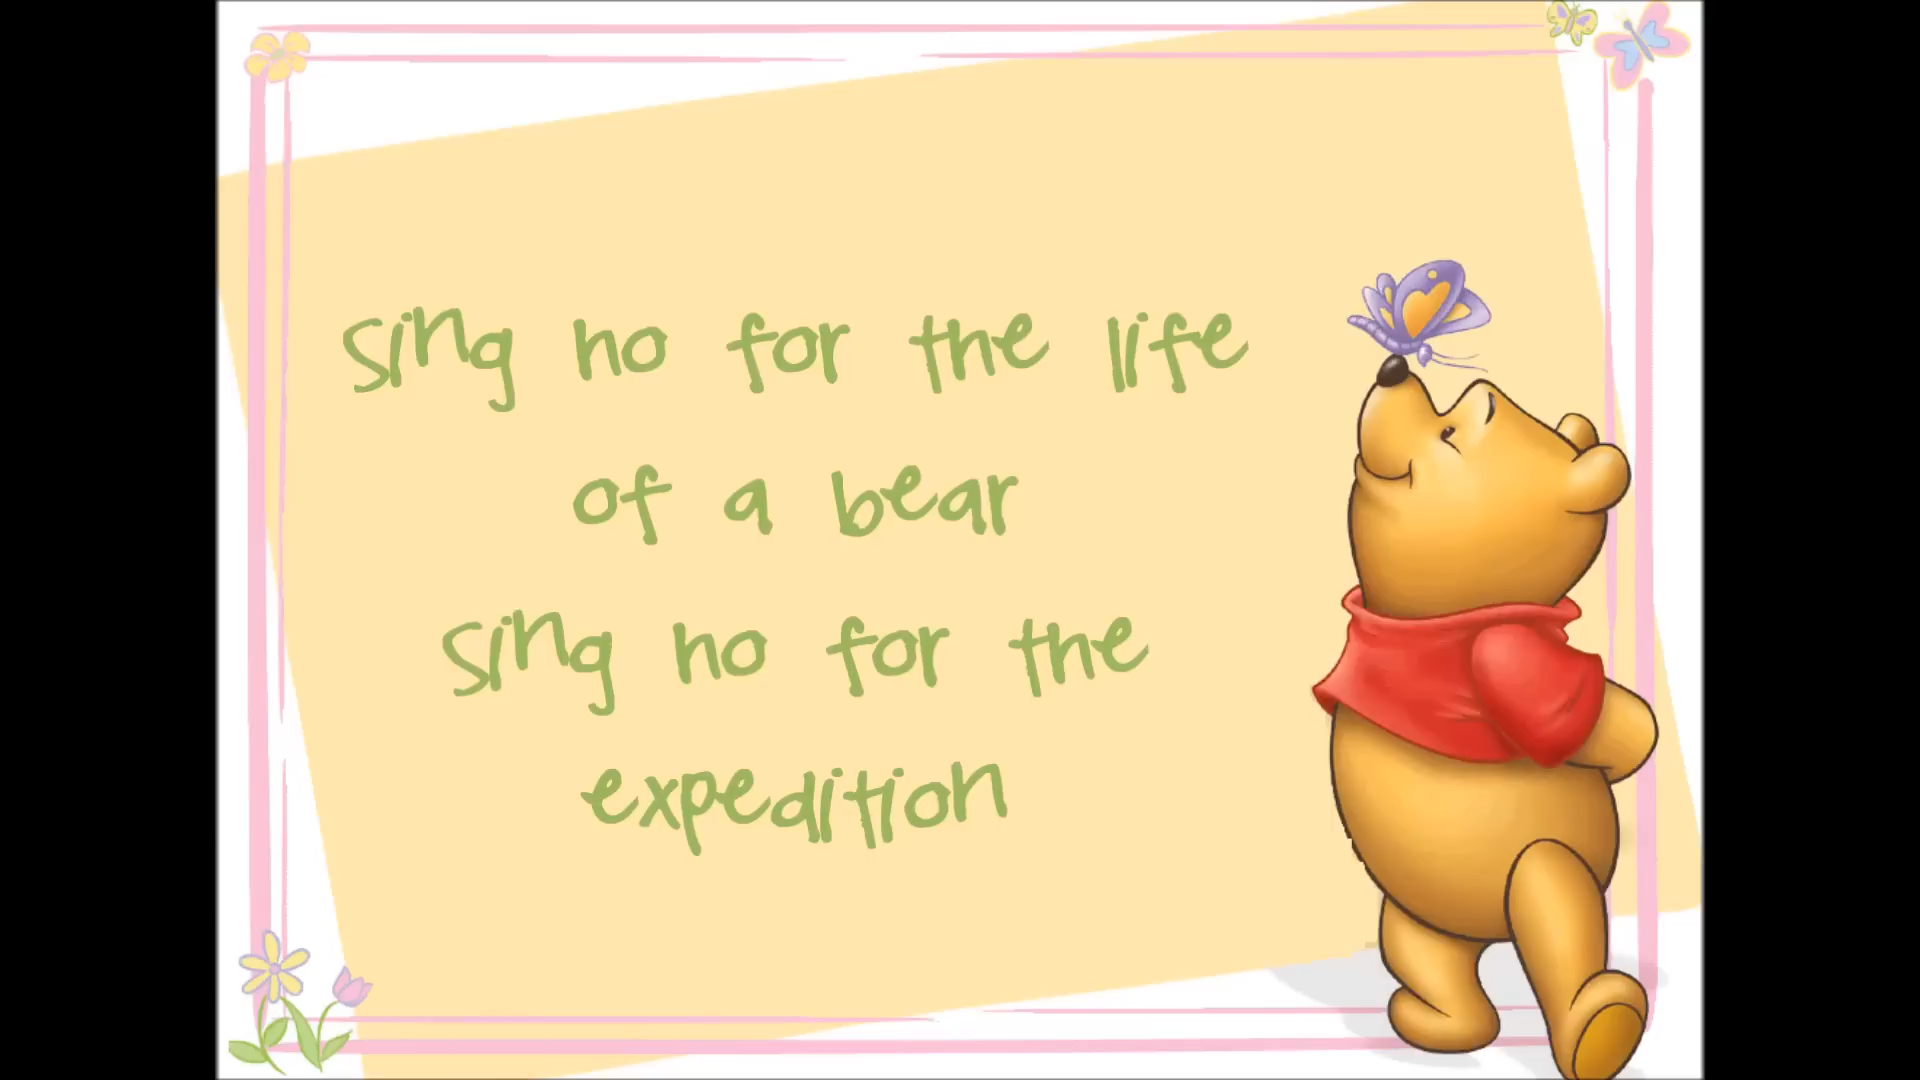 sing ho for the life
of a bear
sing ho for the
expedition